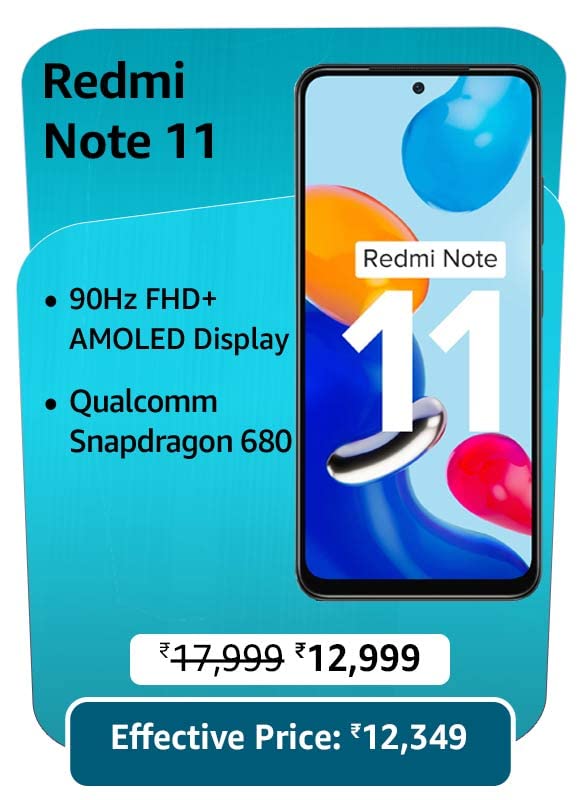 Redmi
Note 11
Redmi Note
11
• 90Hz FHD+
AMOLED Display
• Qualcomm
Snapdragon 680
₹17,999 ₹12,999
Effective Price: ₹12,349